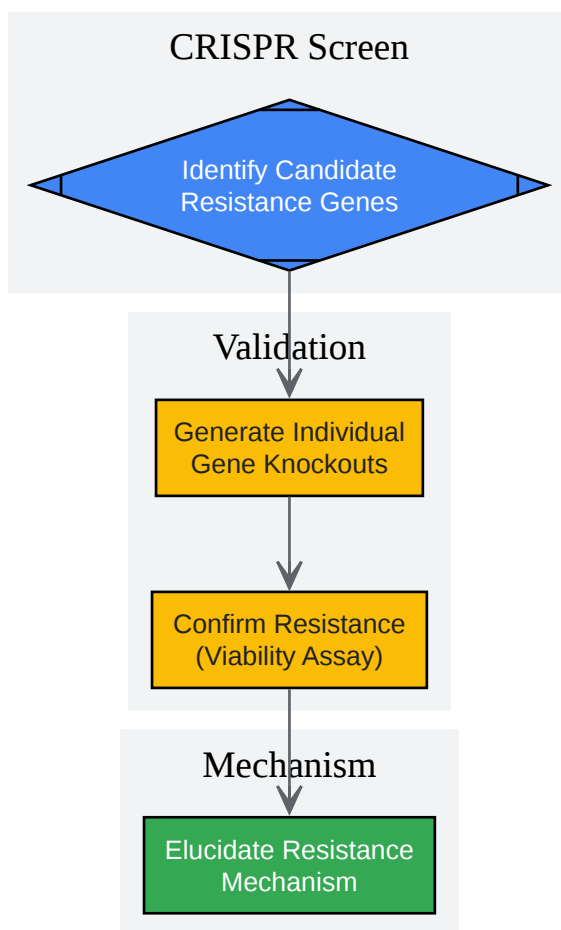 CRISPR Screen
Identify Candidate
Resistance Genes
Validation
Generate Individual
Gene Knockouts
Confirm Resistance
(Viability Assay)
Mechanism
Elucidate Resistance
Mechanism